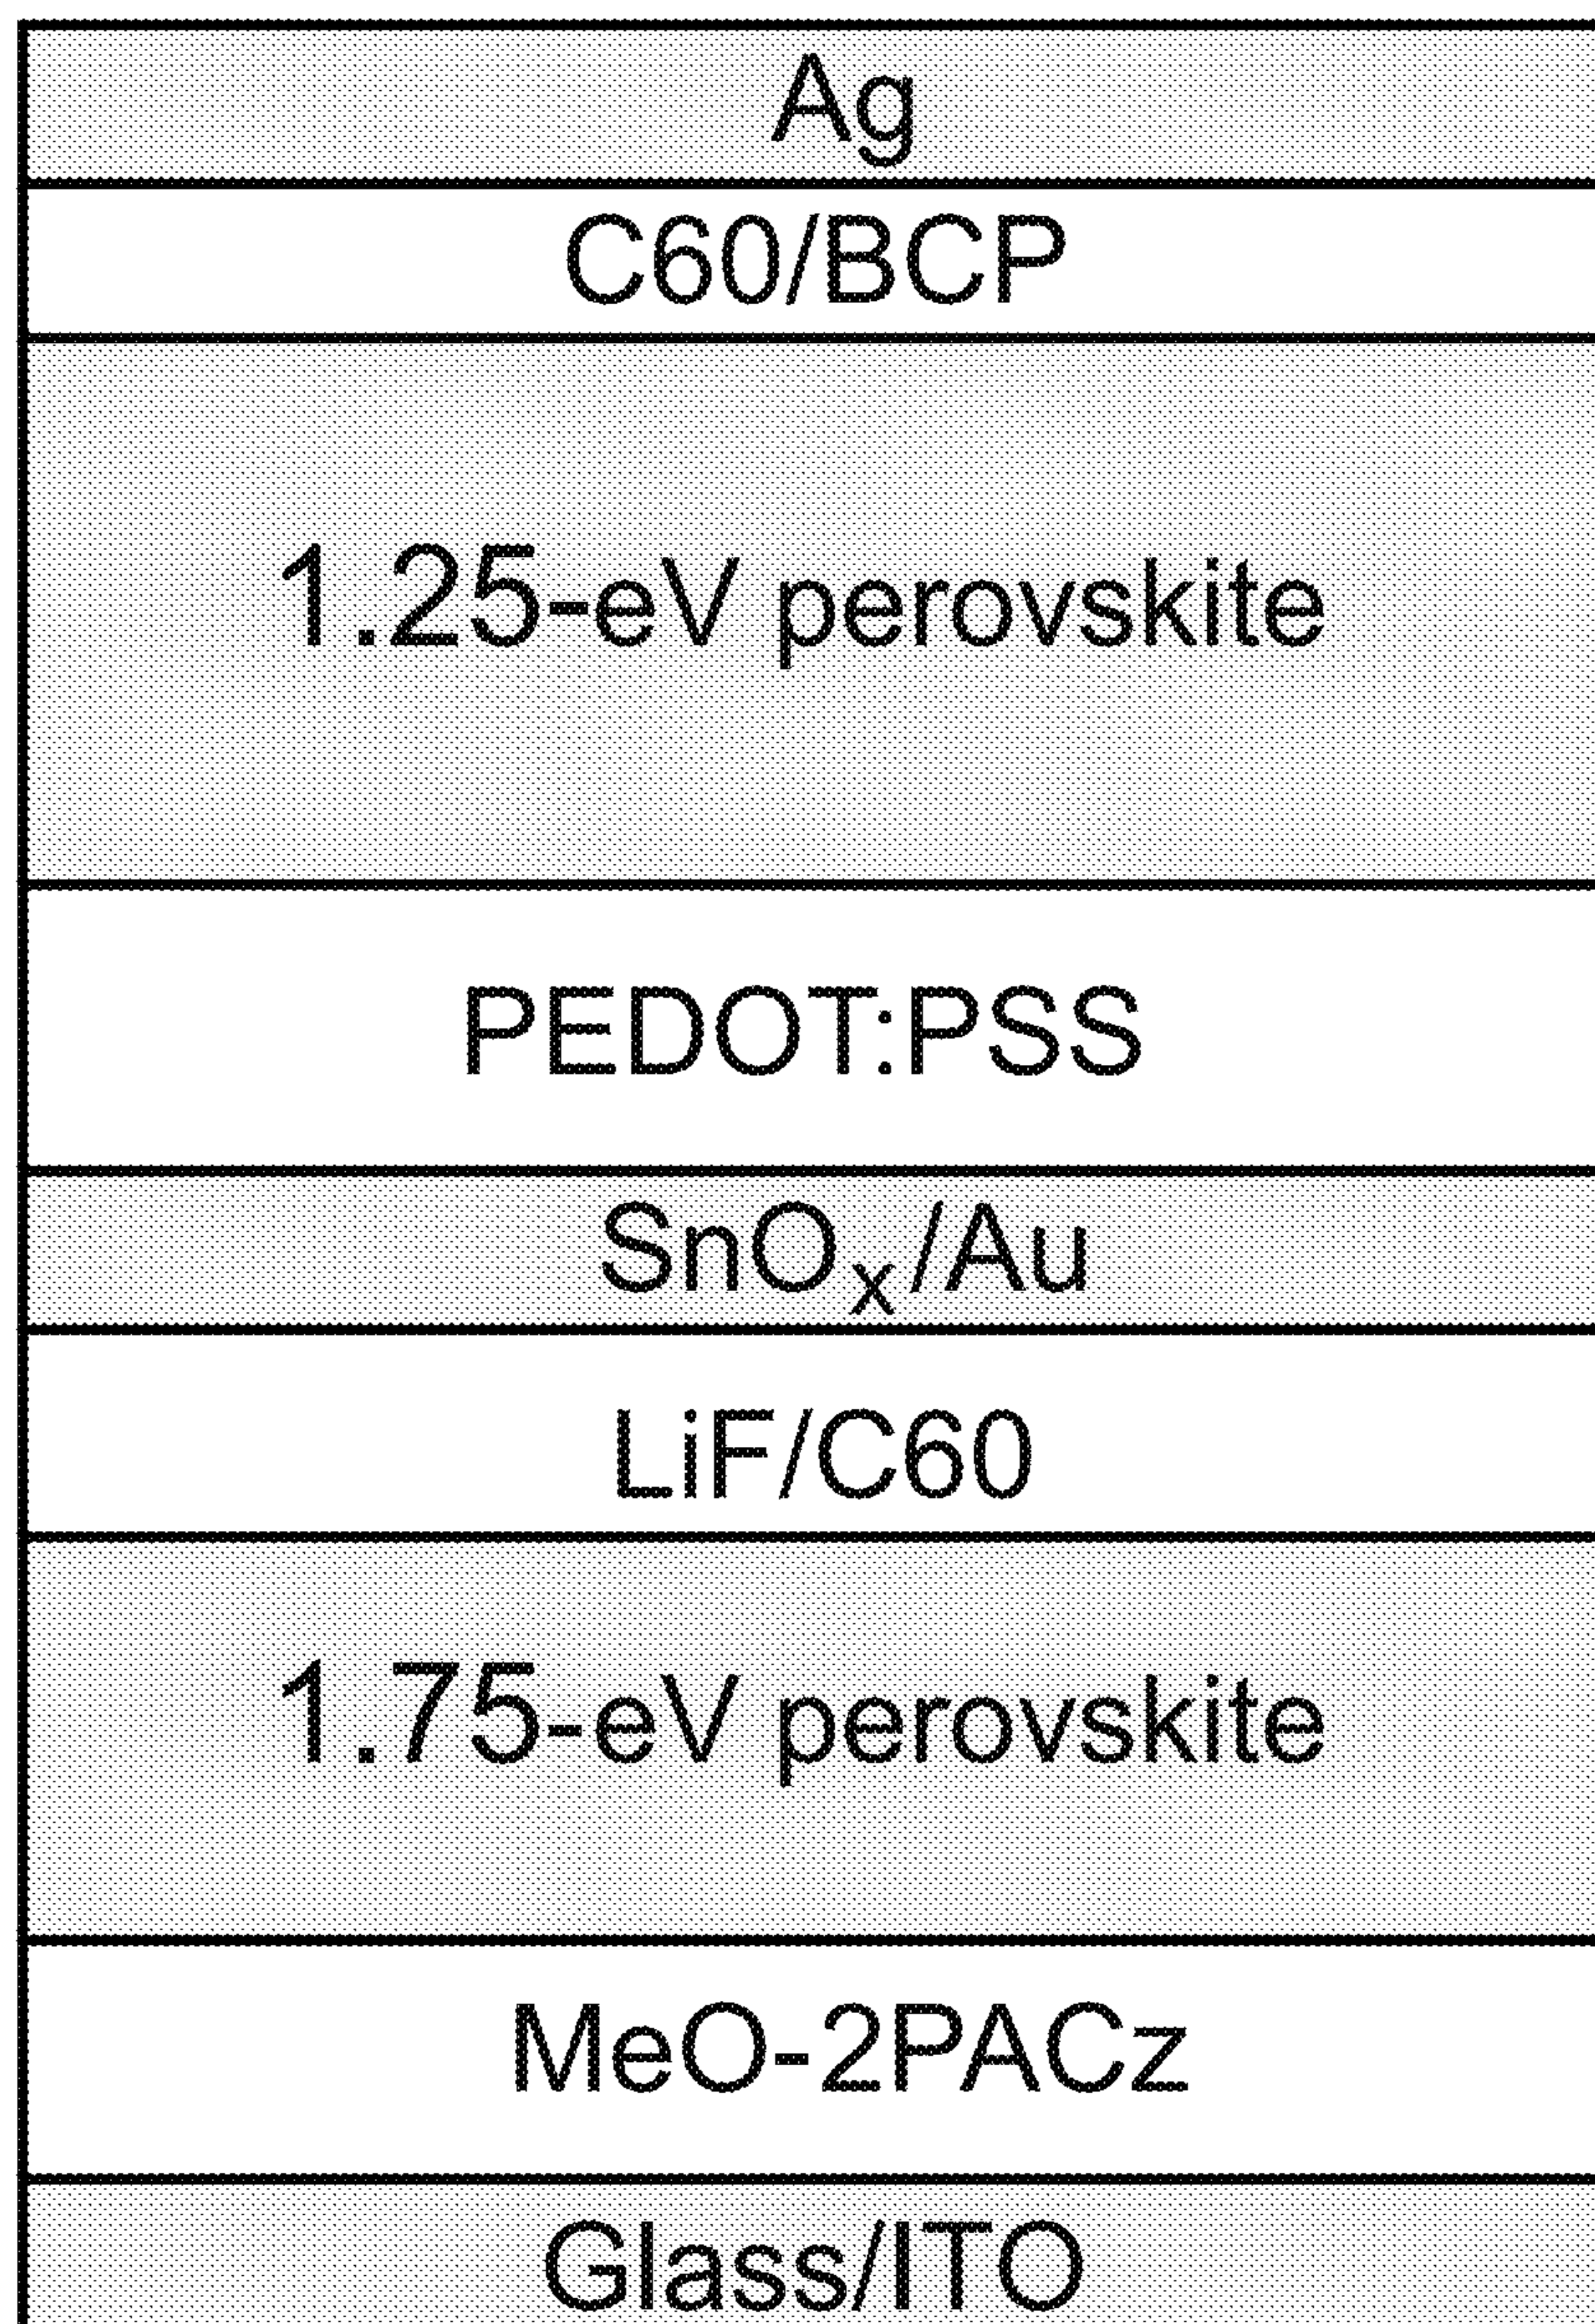 Ag
C60/BCP
1.25-eV perovskite
PEDOT:PSS
SnOₓ/Au
LiF/C60
1.75-eV perovskite
MeO-2PACz
Glass/ITO